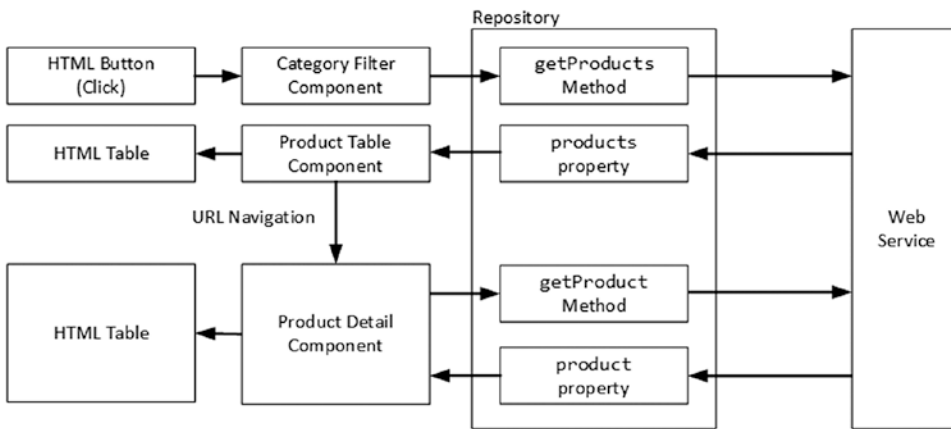 Repository
HTML Button
(Click)
Category Filter
Component
getProducts
Method
HTML Table
Product Table
Component
products
property
URL Navigation
Web
Service
HTML Table
Product Detail
Component
getProduct
Method
product
property